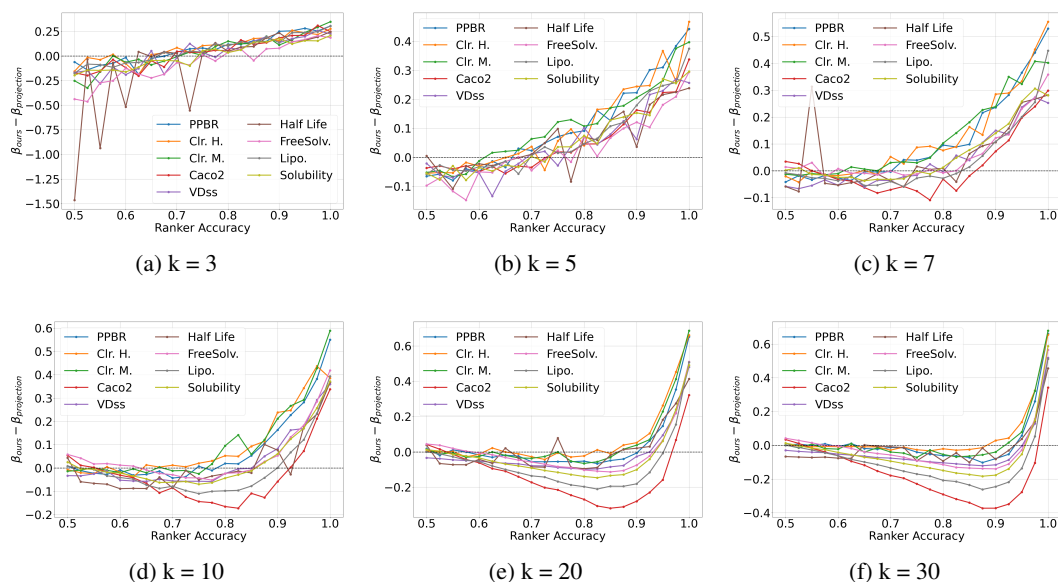 β_ours − β_projection
0.25
0.00
−0.25
−0.50
−0.75
−1.00
−1.25
−1.50
PPBR
Clr. H.
Clr. M.
Caco2
VDss
Half Life
FreeSolv.
Lipo.
Solubility
0.5 0.6 0.7 0.8 0.9 1.0
Ranker Accuracy
(a) k = 3
β_ours − β_projection
0.4
0.3
0.2
0.1
0.0
−0.1
PPBR
Clr. H.
Clr. M.
Caco2
VDss
Half Life
FreeSolv.
Lipo.
Solubility
0.5 0.6 0.7 0.8 0.9 1.0
Ranker Accuracy
(b) k = 5
β_ours − β_projection
0.5
0.4
0.3
0.2
0.1
0.0
−0.1
PPBR
Clr. H.
Clr. M.
Caco2
VDss
Half Life
FreeSolv.
Lipo.
Solubility
0.5 0.6 0.7 0.8 0.9 1.0
Ranker Accuracy
(c) k = 7
β_ours − β_projection
0.6
0.5
0.4
0.3
0.2
0.1
0.0
−0.1
−0.2
PPBR
Clr. H.
Clr. M.
Caco2
VDss
Half Life
FreeSolv.
Lipo.
Solubility
0.5 0.6 0.7 0.8 0.9 1.0
Ranker Accuracy
(d) k = 10
β_ours − β_projection
0.6
0.4
0.2
0.0
−0.2
PPBR
Clr. H.
Clr. M.
Caco2
VDss
Half Life
FreeSolv.
Lipo.
Solubility
0.5 0.6 0.7 0.8 0.9 1.0
Ranker Accuracy
(e) k = 20
β_ours − β_projection
0.6
0.4
0.2
0.0
−0.2
−0.4
PPBR
Clr. H.
Clr. M.
Caco2
VDss
Half Life
FreeSolv.
Lipo.
Solubility
0.5 0.6 0.7 0.8 0.9 1.0
Ranker Accuracy
(f) k = 30